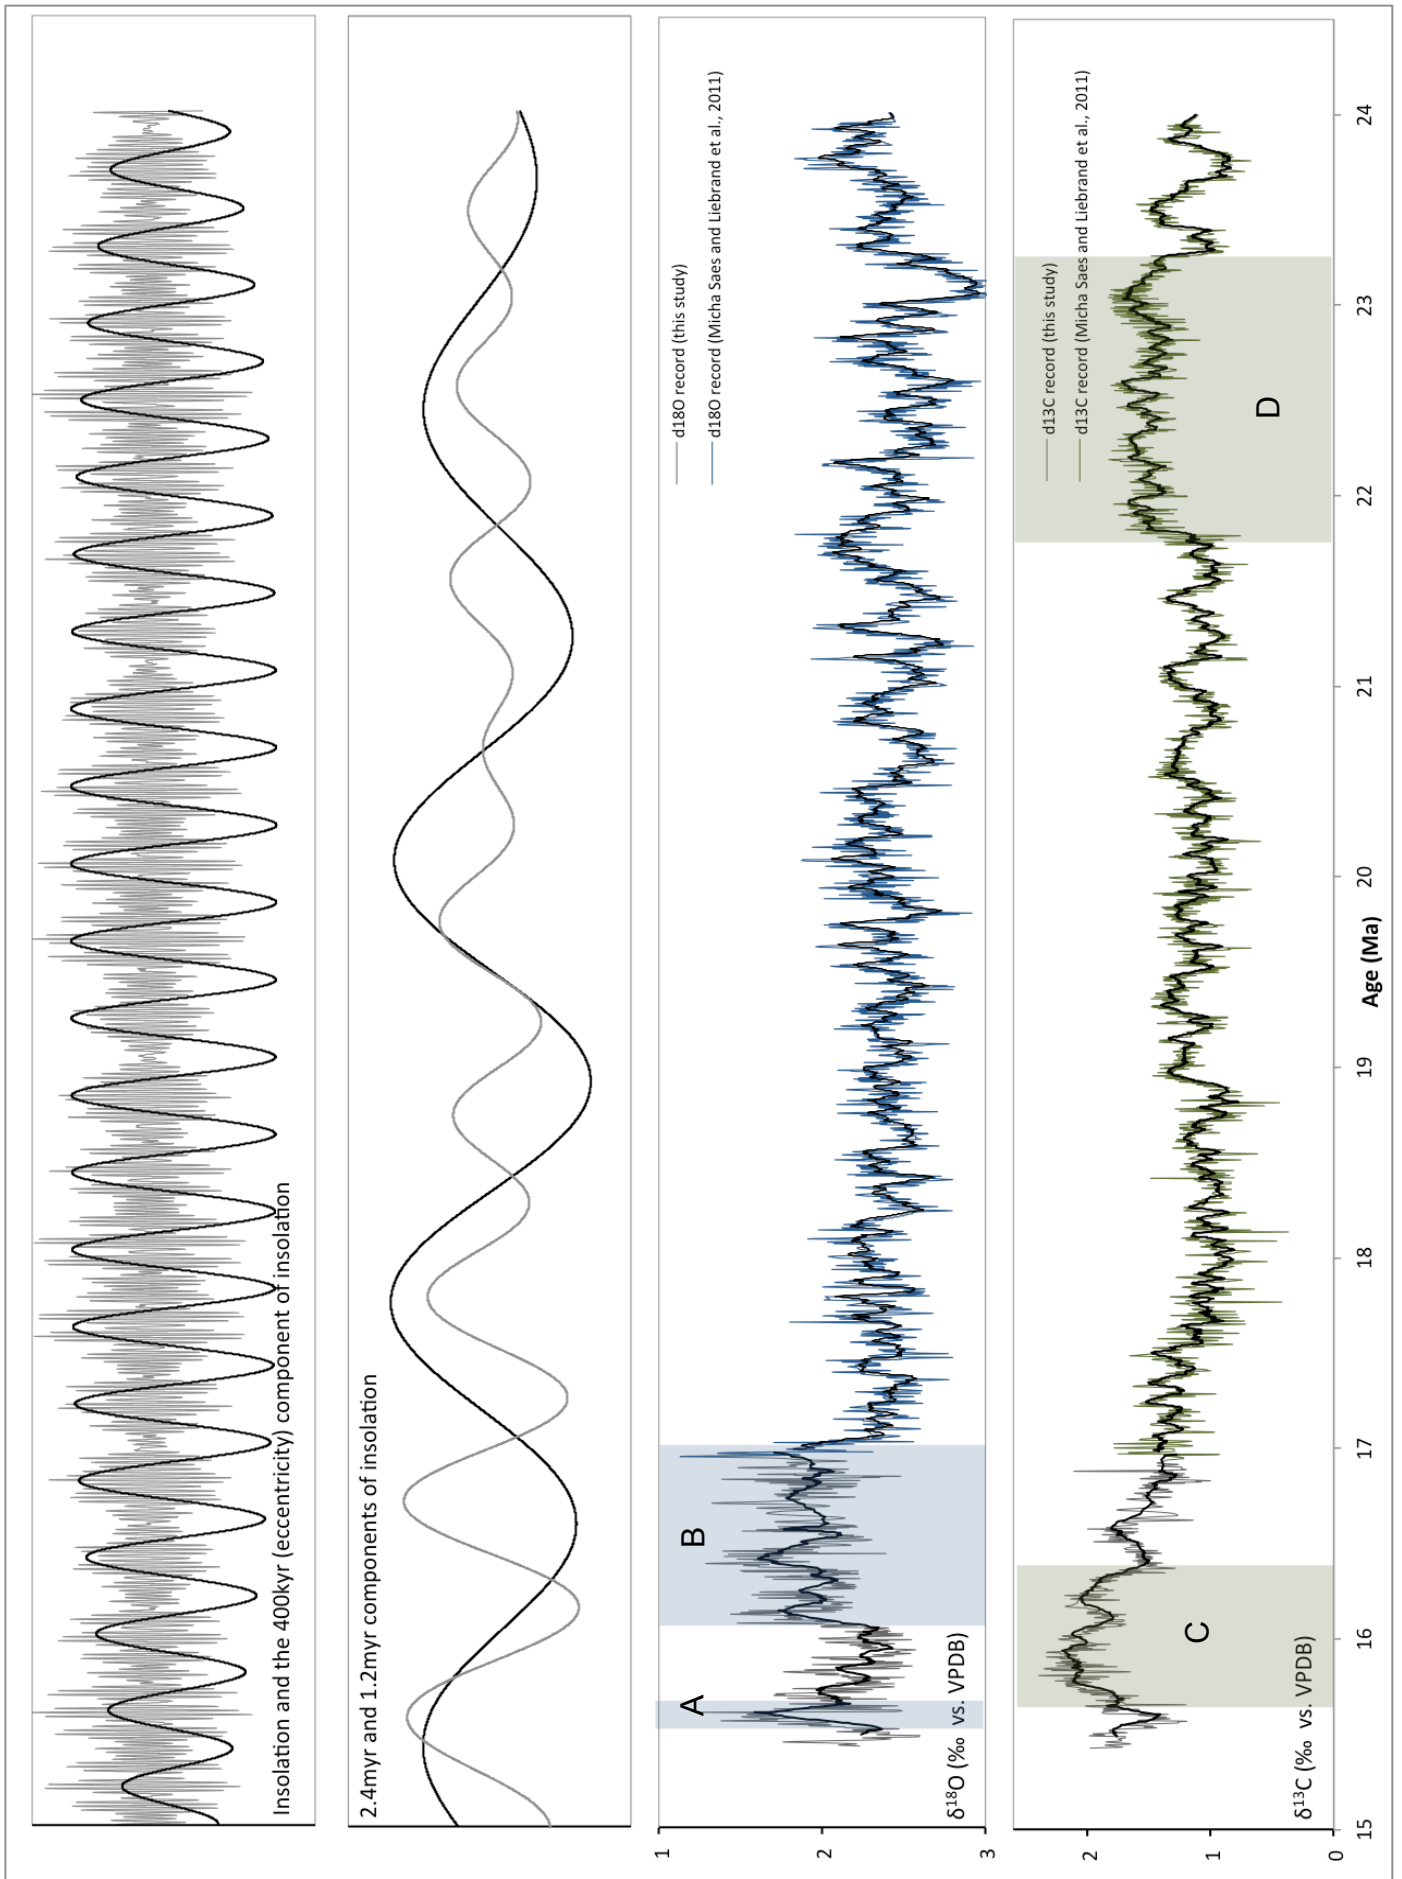 Insolation and the 400kyr (eccentricity) component of insolation
2.4myr and 1.2myr components of insolation
1
2
3
δ¹⁸O (‰ vs. VPDB)
A
B
d18O record (this study)
d18O record (Micha Saes and Liebrand et al., 2011)
2
1
0
δ¹³C (‰ vs. VPDB)
C
D
d13C record (this study)
d13C record (Micha Saes and Liebrand et al., 2011)
15
16
17
18
19
20
21
22
23
24
Age (Ma)